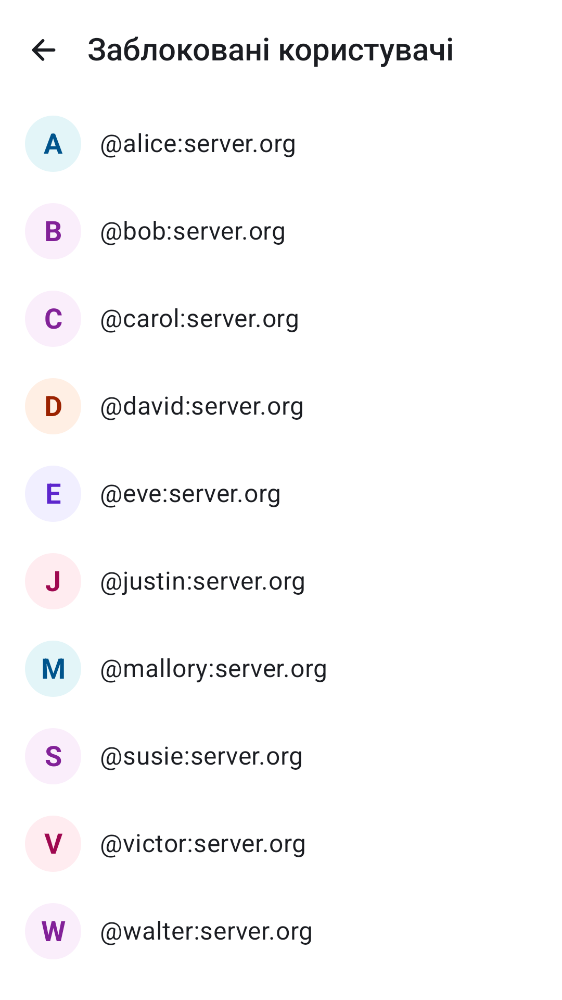 Заблоковані користувачі
A @alice:server.org
B @bob:server.org
C @carol:server.org
D @david:server.org
E @eve:server.org
J @justin:server.org
M @mallory:server.org
S @susie:server.org
V @victor:server.org
W @walter:server.org